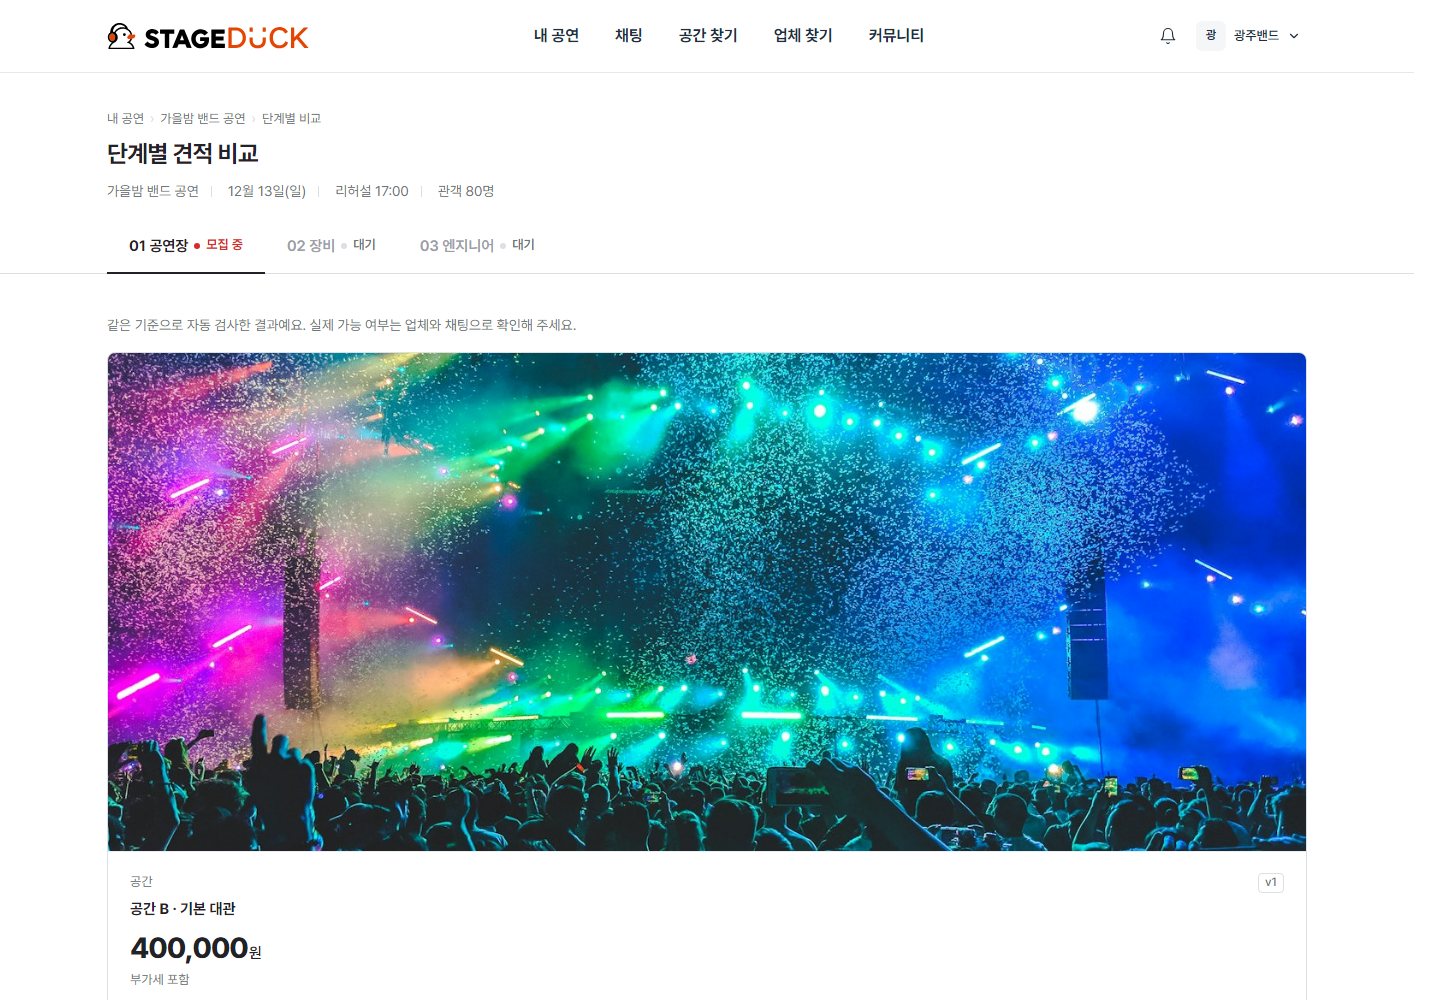 STAGEDUCK
내 공연 채팅 공간 찾기 업체 찾기 커뮤니티
광 광주밴드
내 공연 › 가을밤 밴드 공연 › 단계별 비교
단계별 견적 비교
가을밤 밴드 공연 12월 13일(일) 리허설 17:00 관객 80명
01 공연장 모집 중 02 장비 대기 03 엔지니어 대기
같은 기준으로 자동 검사한 결과예요. 실제 가능 여부는 업체와 채팅으로 확인해 주세요.
공간 v1
공간 B · 기본 대관
400,000원
부가세 포함